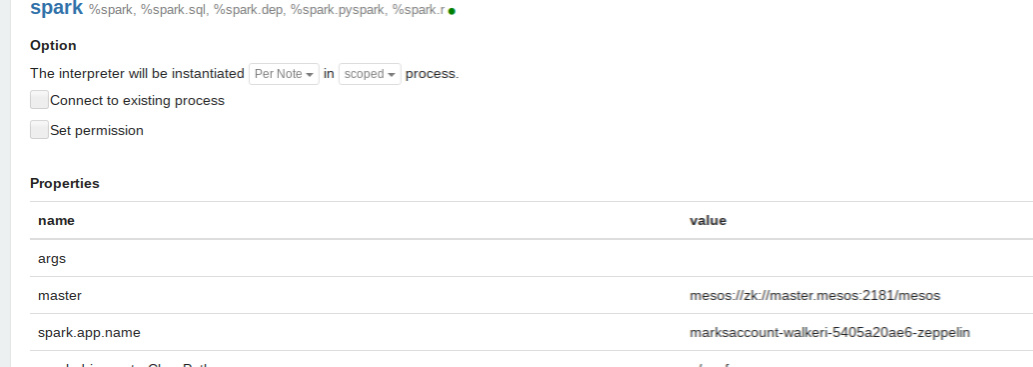 spark %spark, %spark.sql, %spark.dep, %spark.pyspark, %spark.r
Option
The interpreter will be instantiated Per Note in scoped process.
Connect to existing process
Set permission
Properties
name value
args
master mesos://zk://master.mesos:2181/mesos
spark.app.name marksaccount-walkeri-5405a20ae6-zeppelin